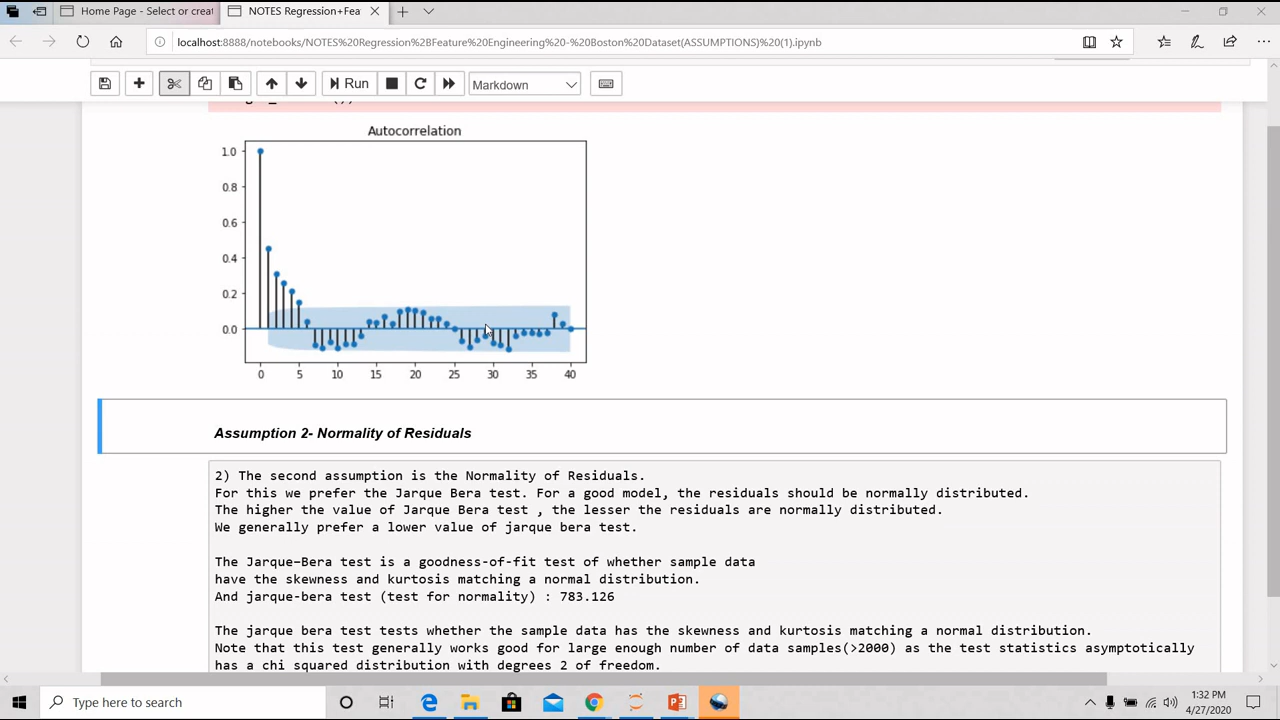 Home Page - Select or creat
NOTES Regression+Fea
localhost:8888/notebooks/NOTES%20Regression%2BFeature%20Engineering%20-%20Boston%20Dataset(ASSUMPTIONS)%20(1).ipynb
Run
Markdown
Autocorrelation
1.0
0.8
0.6
0.4
0.2
0.0
0 5 10 15 20 25 30 35 40
Assumption 2- Normality of Residuals
2) The second assumption is the Normality of Residuals.
For this we prefer the Jarque Bera test. For a good model, the residuals should be normally distributed.
The higher the value of Jarque Bera test , the lesser the residuals are normally distributed.
We generally prefer a lower value of jarque bera test.
The Jarque–Bera test is a goodness-of-fit test of whether sample data
have the skewness and kurtosis matching a normal distribution.
And jarque-bera test (test for normality) : 783.126
The jarque bera test tests whether the sample data has the skewness and kurtosis matching a normal distribution.
Note that this test generally works good for large enough number of data samples(>2000) as the test statistics asymptotically
has a chi squared distribution with degrees 2 of freedom.
Type here to search
1:32 PM
4/27/2020